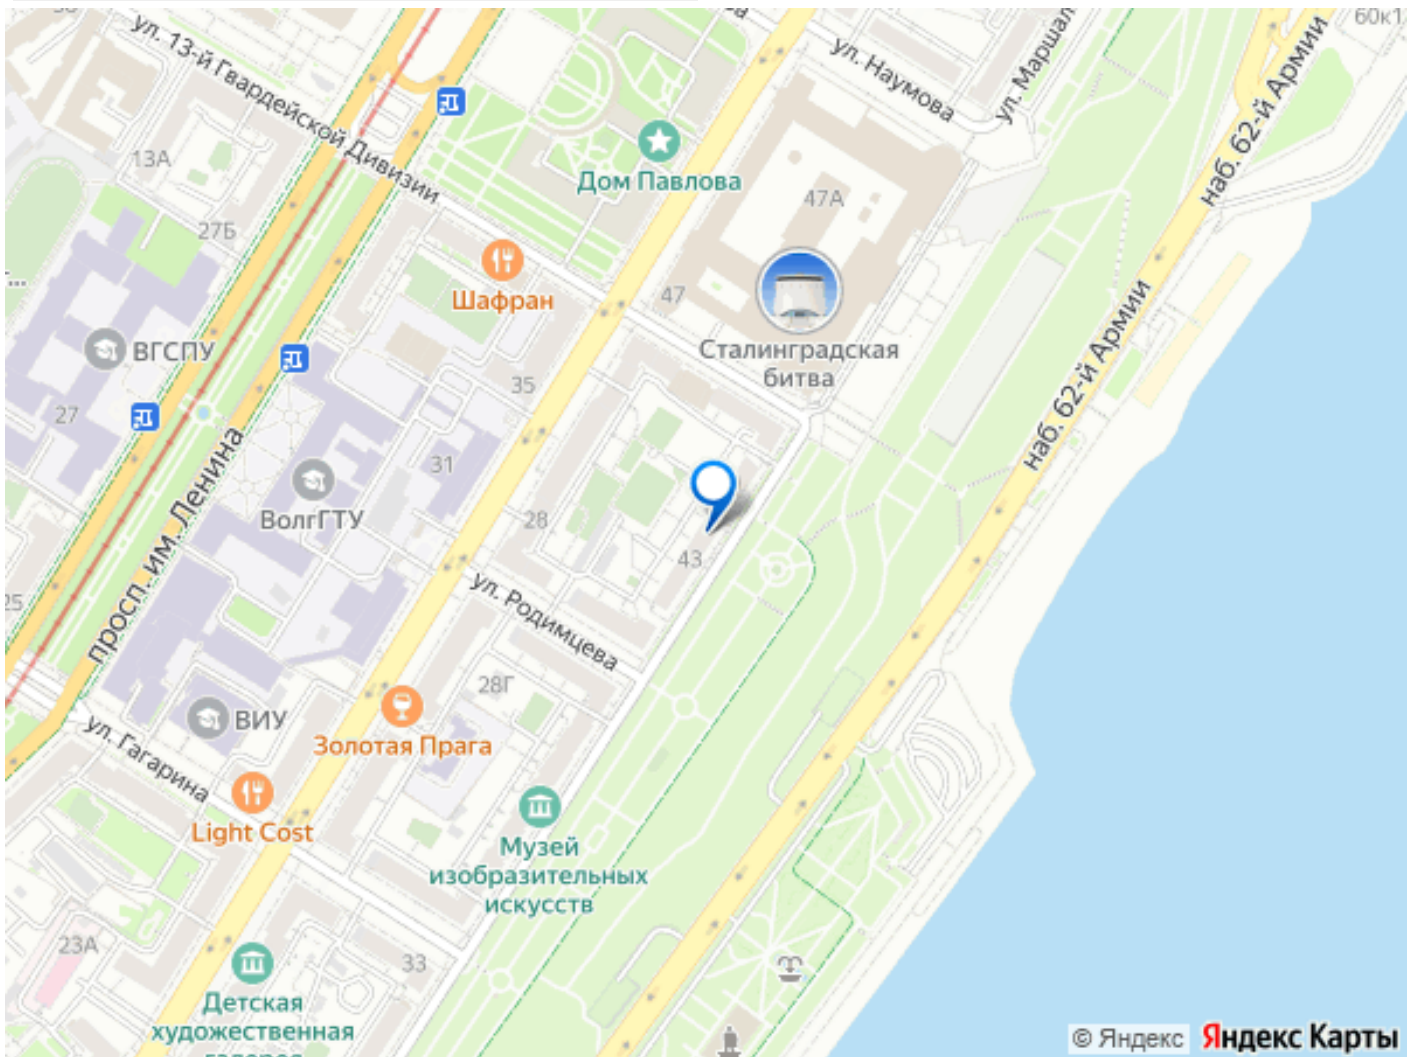 60к1
ул. Наумова
ул. Маршал
наб. 62-й Армии
ул. 13-й Гвардейской Дивизии
13А
Дом Павлова
47А
27Б
Шафран
47
ВГСПУ
Сталинградская
битва
наб. 62-й Армии
35
27
просп. им. Ленина
31
ВолгГТУ
28
43
25
ул. Родимцева
28Г
ВИУ
Золотая Прага
ул. Гагарина
Light Cost
Музей
изобразительных
искусств
23А
33
Детская
художественная
галерея
© Яндекс Яндекс Карты